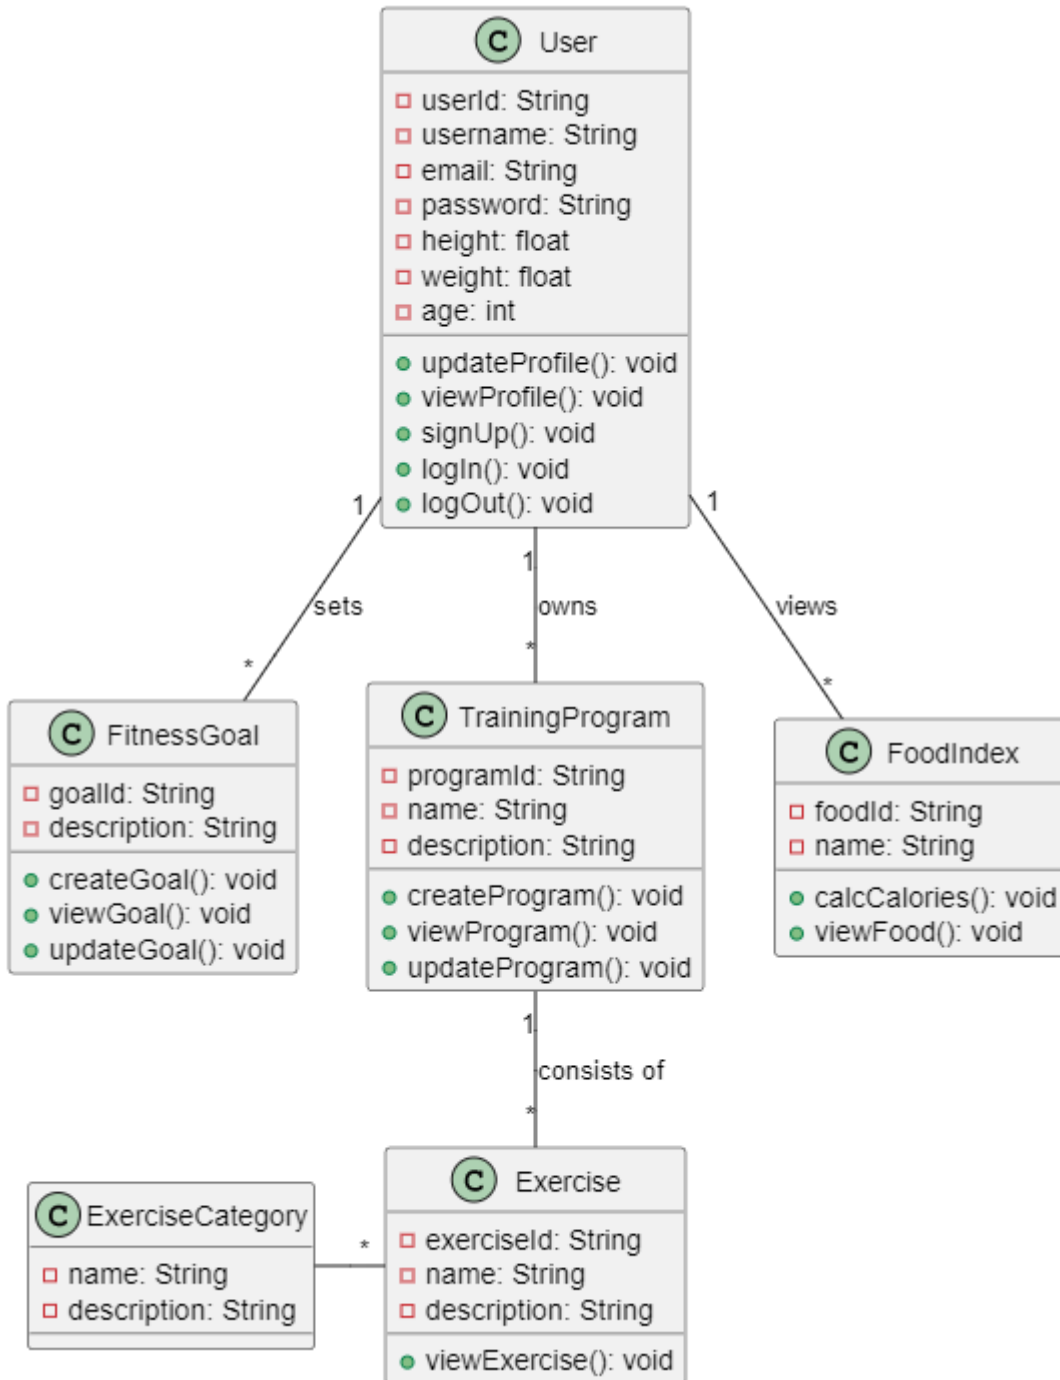 C User
userId: String
username: String
email: String
password: String
height: float
weight: float
age: int
updateProfile(): void
viewProfile(): void
signUp(): void
logIn(): void
logOut(): void
1
1
1
sets
owns
views
*
*
*
C FitnessGoal
goalId: String
description: String
createGoal(): void
viewGoal(): void
updateGoal(): void
C TrainingProgram
programId: String
name: String
description: String
createProgram(): void
viewProgram(): void
updateProgram(): void
C FoodIndex
foodId: String
name: String
calcCalories(): void
viewFood(): void
1
consists of
*
C ExerciseCategory
name: String
description: String
*
C Exercise
exerciseId: String
name: String
description: String
viewExercise(): void